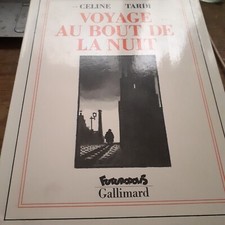 CELINE TARDI
VOYAGE
AU BOUT DE
LA NUIT
FUTUROPOLIS
Gallimard